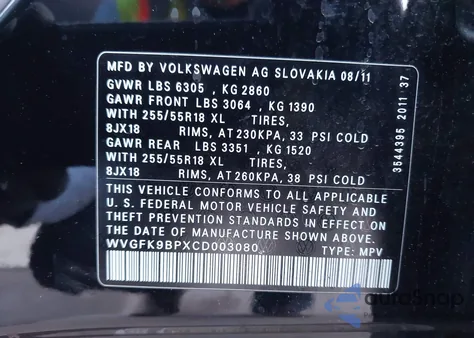 MFD BY VOLKSWAGEN AG SLOVAKIA 08/11
GVWR LBS 6305 , KG 2860
GAWR FRONT LBS 3064 , KG 1390
WITH 255/55R18 XL TIRES,
8JX18 RIMS, AT 230KPA, 33 PSI COLD
GAWR REAR LBS 3351 , KG 1520
WITH 255/55R18 XL TIRES,
8JX18 RIMS, AT 260KPA, 38 PSI COLD
THIS VEHICLE CONFORMS TO ALL APPLICABLE
U. S. FEDERAL MOTOR VEHICLE SAFETY AND
THEFT PREVENTION STANDARDS IN EFFECT ON
THE DATE OF MANUFACTURE SHOWN ABOVE.
WVGFK9BPXCD003080 TYPE: MPV
3544395 2011 37
autoSnap